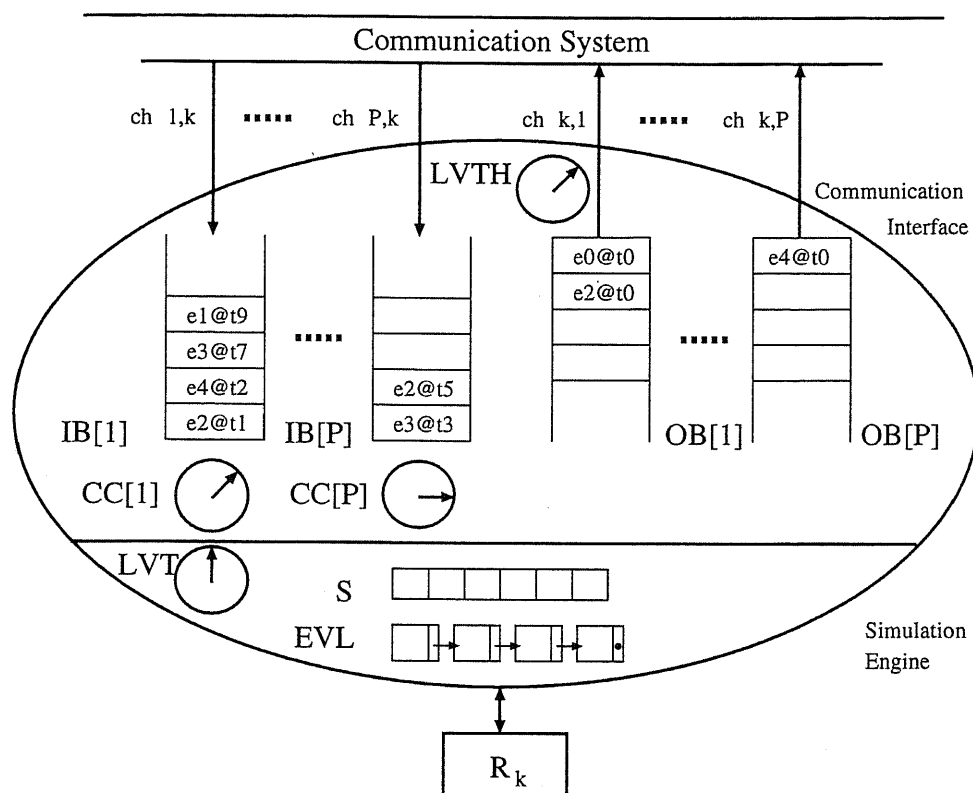 Communication System
ch 1,k
ch P,k
ch k,1
ch k,P
LVTH
Communication
Interface
e1@t9
e3@t7
e4@t2
e2@t1
e2@t5
e3@t3
e0@t0
e2@t0
e4@t0
IB[1]
IB[P]
OB[1]
OB[P]
CC[1]
CC[P]
LVT
S
EVL
Simulation
Engine
R k